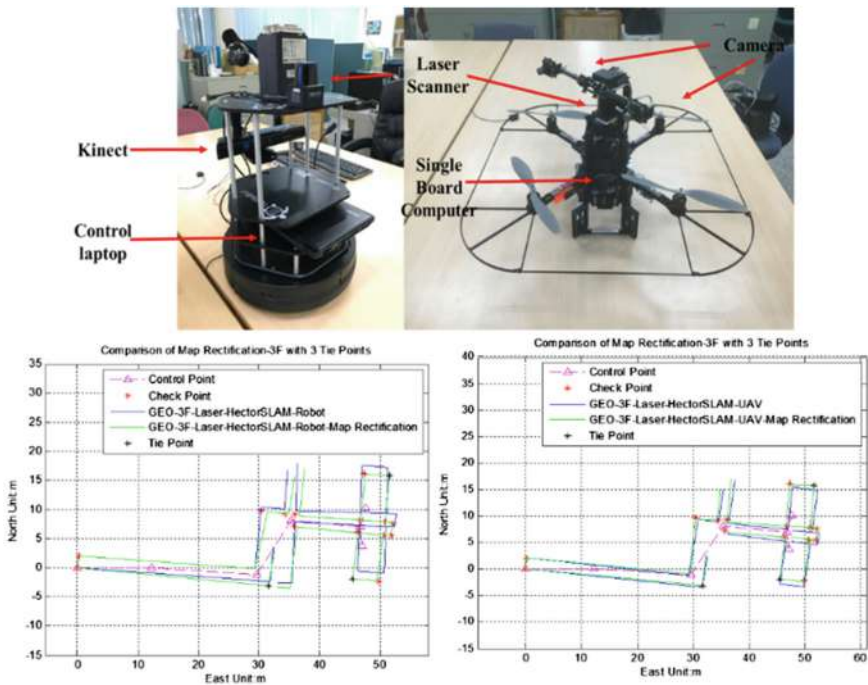 Kinect
Control
laptop
Laser
Scanner
Camera
Single
Board
Computer
Comparison of Map Rectification-3F with 3 Tie Points
35
30
25
20
15
10
5
0
-5
-10
-15
North Unit:m
Control Point
Check Point
GEO-3F-Laser-HectorSLAM-Robot
GEO-3F-Laser-HectorSLAM-Robot-Map Rectification
Tie Point
0
10
20
30
40
50
East Unit:m
Comparison of Map Rectification-3F with 3 Tie Points
40
35
30
25
20
15
10
5
0
-5
-10
-15
North Unit:m
Control Point
Check Point
GEO-3F-Laser-HectorSLAM-UAV
GEO-3F-Laser-HectorSLAM-UAV-Map Rectification
Tie Point
0
10
20
30
40
50
60
East Unit:m